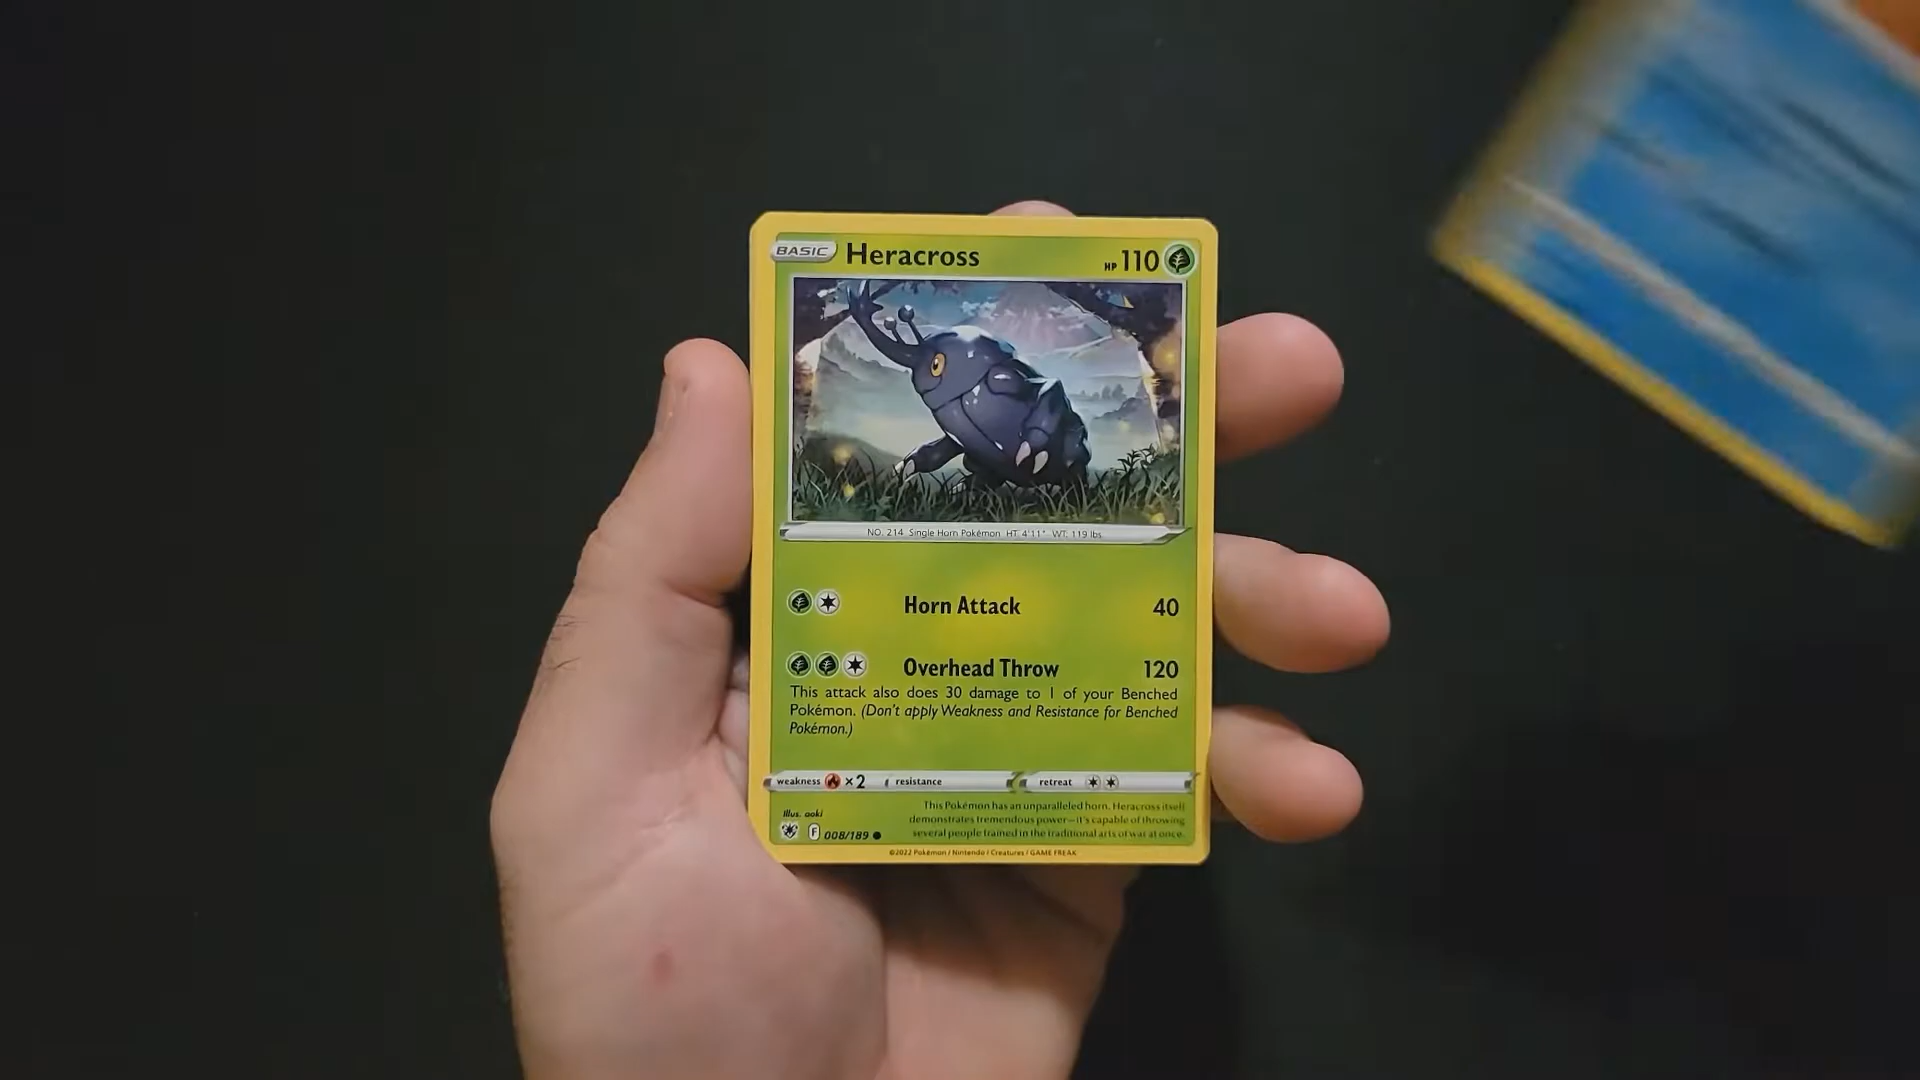 BASIC Heracross HP 110
NO. 214 Single Horn Pokémon HT: 4'11" WT: 119 lbs.
Horn Attack 40
Overhead Throw 120
This attack also does 30 damage to 1 of your Benched
Pokémon. (Don't apply Weakness and Resistance for Benched
Pokémon.)
weakness ×2 resistance retreat
Illus. aoki
F 008/189
This Pokémon has an unparalleled horn. Heracross itself
demonstrates tremendous power—it's capable of throwing
several people trained in the traditional arts of war at once.
©2022 Pokémon / Nintendo / Creatures / GAME FREAK